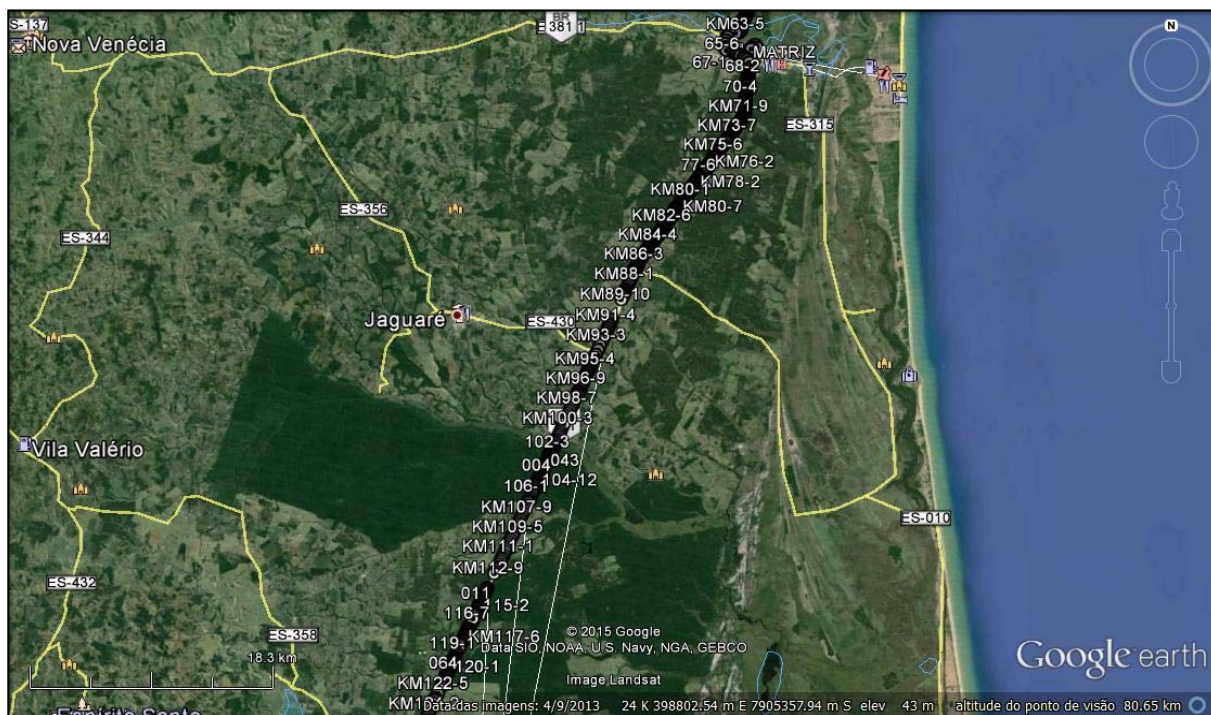 S-137
Nova Venécia
BR
381
KM63-5
65-6
MATRIZ
67-1
68-2
70-4
KM71-9
KM73-7
ES-315
KM75-6
77-6
KM76-2
KM78-2
KM80-1
KM80-7
ES-356
KM82-6
KM84-4
ES-344
KM86-3
KM88-1
KM89-10
Jaguaré
ES-430
KM91-4
KM93-3
KM95-4
KM96-9
KM98-7
KM100-3
Vila Valério
102-3
004
043
104-12
106-1
KM107-9
ES-010
KM109-5
KM111-1
KM112-9
ES-432
011
115-2
116-7
ES-358
KM117-6
119-1
© 2015 Google
Data SIO, NOAA, U.S. Navy, NGA, GEBCO
18.3 km
064
120-1
Image Landsat
Google earth
KM122-5
Espírito Santo
Data das imagens: 4/9/2013 24 K 398802.54 m E 7905357.94 m S elev 43 m altitude do ponto de visão 80.65 km
N